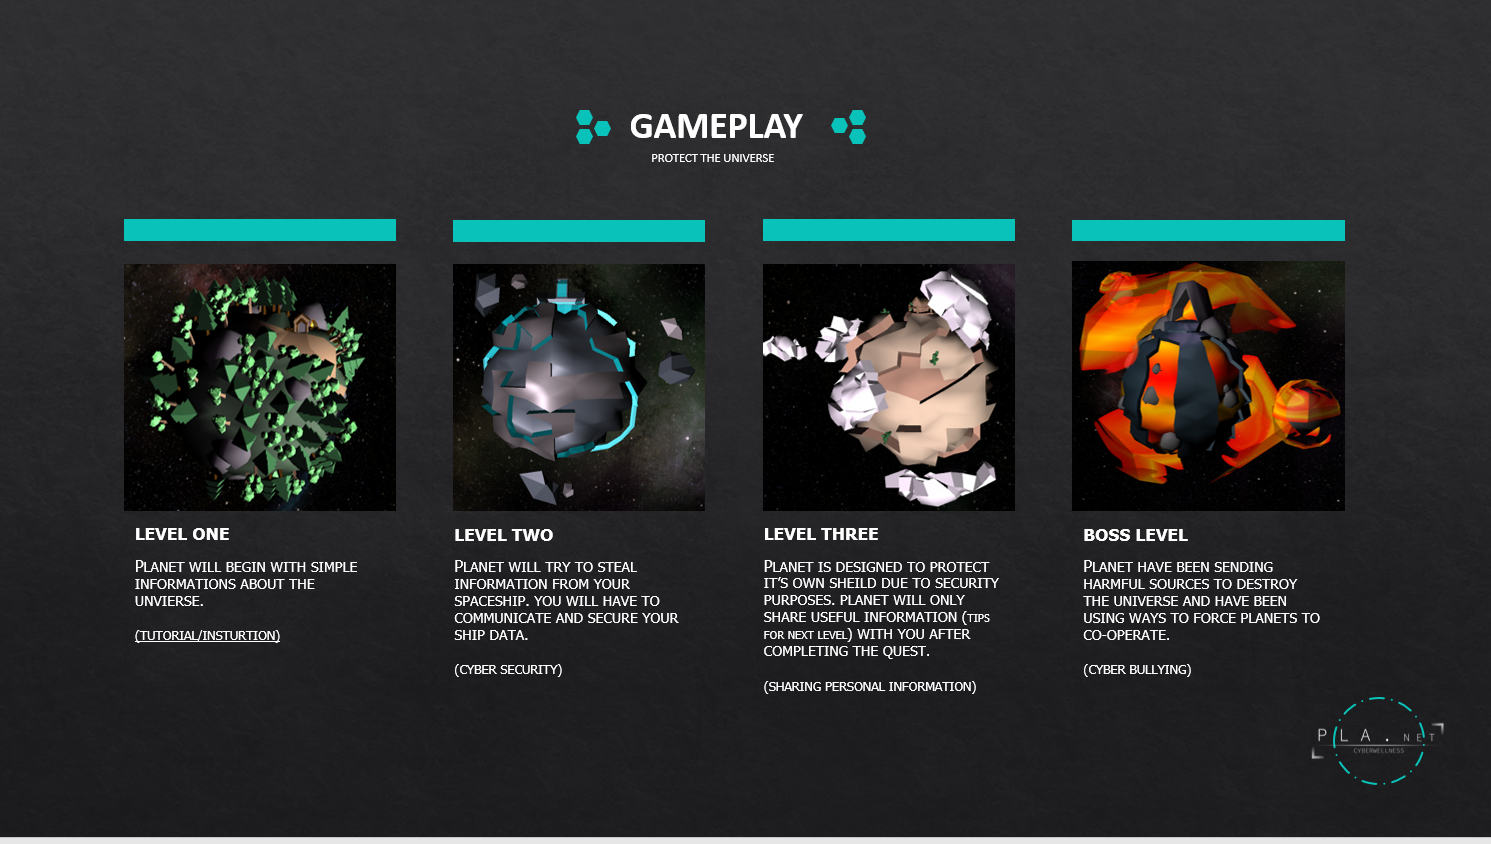 GAMEPLAY
PROTECT THE UNIVERSE
LEVEL ONE
PLANET WILL BEGIN WITH SIMPLE
INFORMATIONS ABOUT THE
UNVIERSE.
(TUTORIAL/INSTURTION)
LEVEL TWO
PLANET WILL TRY TO STEAL
INFORMATION FROM YOUR
SPACESHIP. YOU WILL HAVE TO
COMMUNICATE AND SECURE YOUR
SHIP DATA.
(CYBER SECURITY)
LEVEL THREE
PLANET IS DESIGNED TO PROTECT
IT’S OWN SHEILD DUE TO SECURITY
PURPOSES. PLANET WILL ONLY
SHARE USEFUL INFORMATION (TIPS
FOR NEXT LEVEL) WITH YOU AFTER
COMPLETING THE QUEST.
(SHARING PERSONAL INFORMATION)
BOSS LEVEL
PLANET HAVE BEEN SENDING
HARMFUL SOURCES TO DESTROY
THE UNIVERSE AND HAVE BEEN
USING WAYS TO FORCE PLANETS TO
CO-OPERATE.
(CYBER BULLYING)
PLA.NET
CYBERWELLNESS